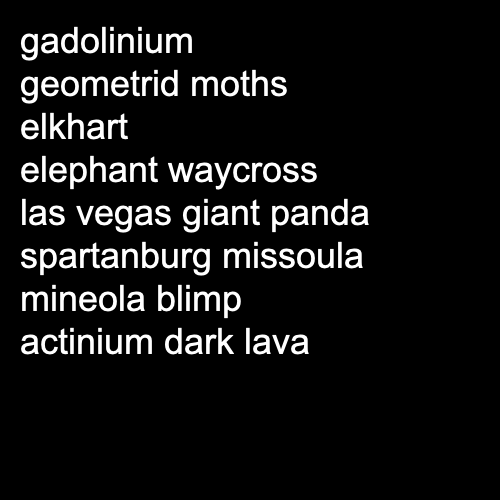 gadolinium
geometrid moths
elkhart
elephant waycross
las vegas giant panda
spartanburg missoula
mineola blimp
actinium dark lava